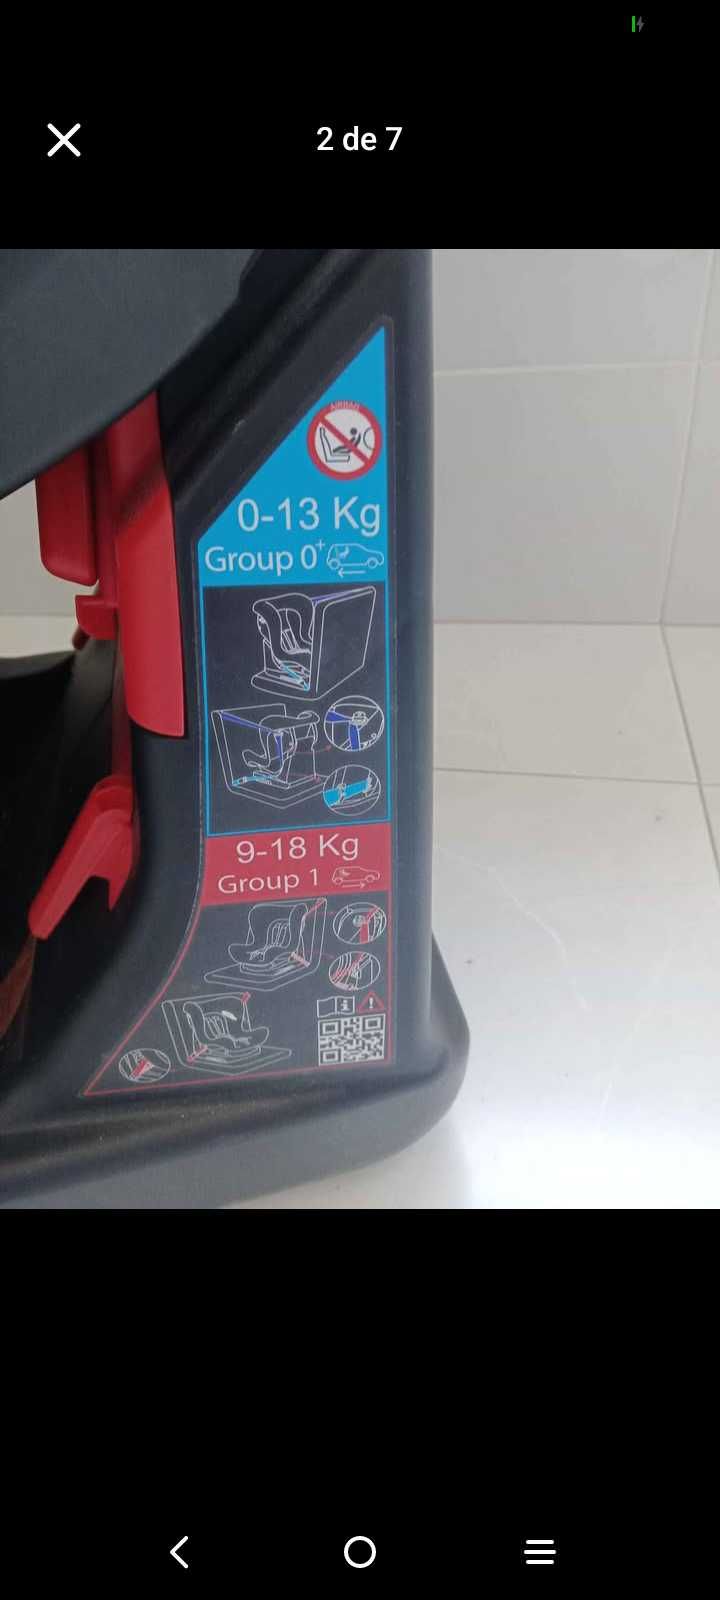 2 de 7
AIRBAG
0-13 Kg
Group 0+
9-18 Kg
Group 1